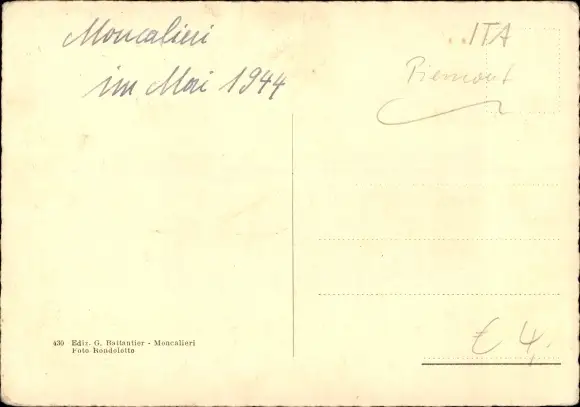 Moncalieri
im Mai 1944
ITA
Piemont
€ 4,
430 Ediz. G. Battantier - Moncalieri
Foto Rondolotto